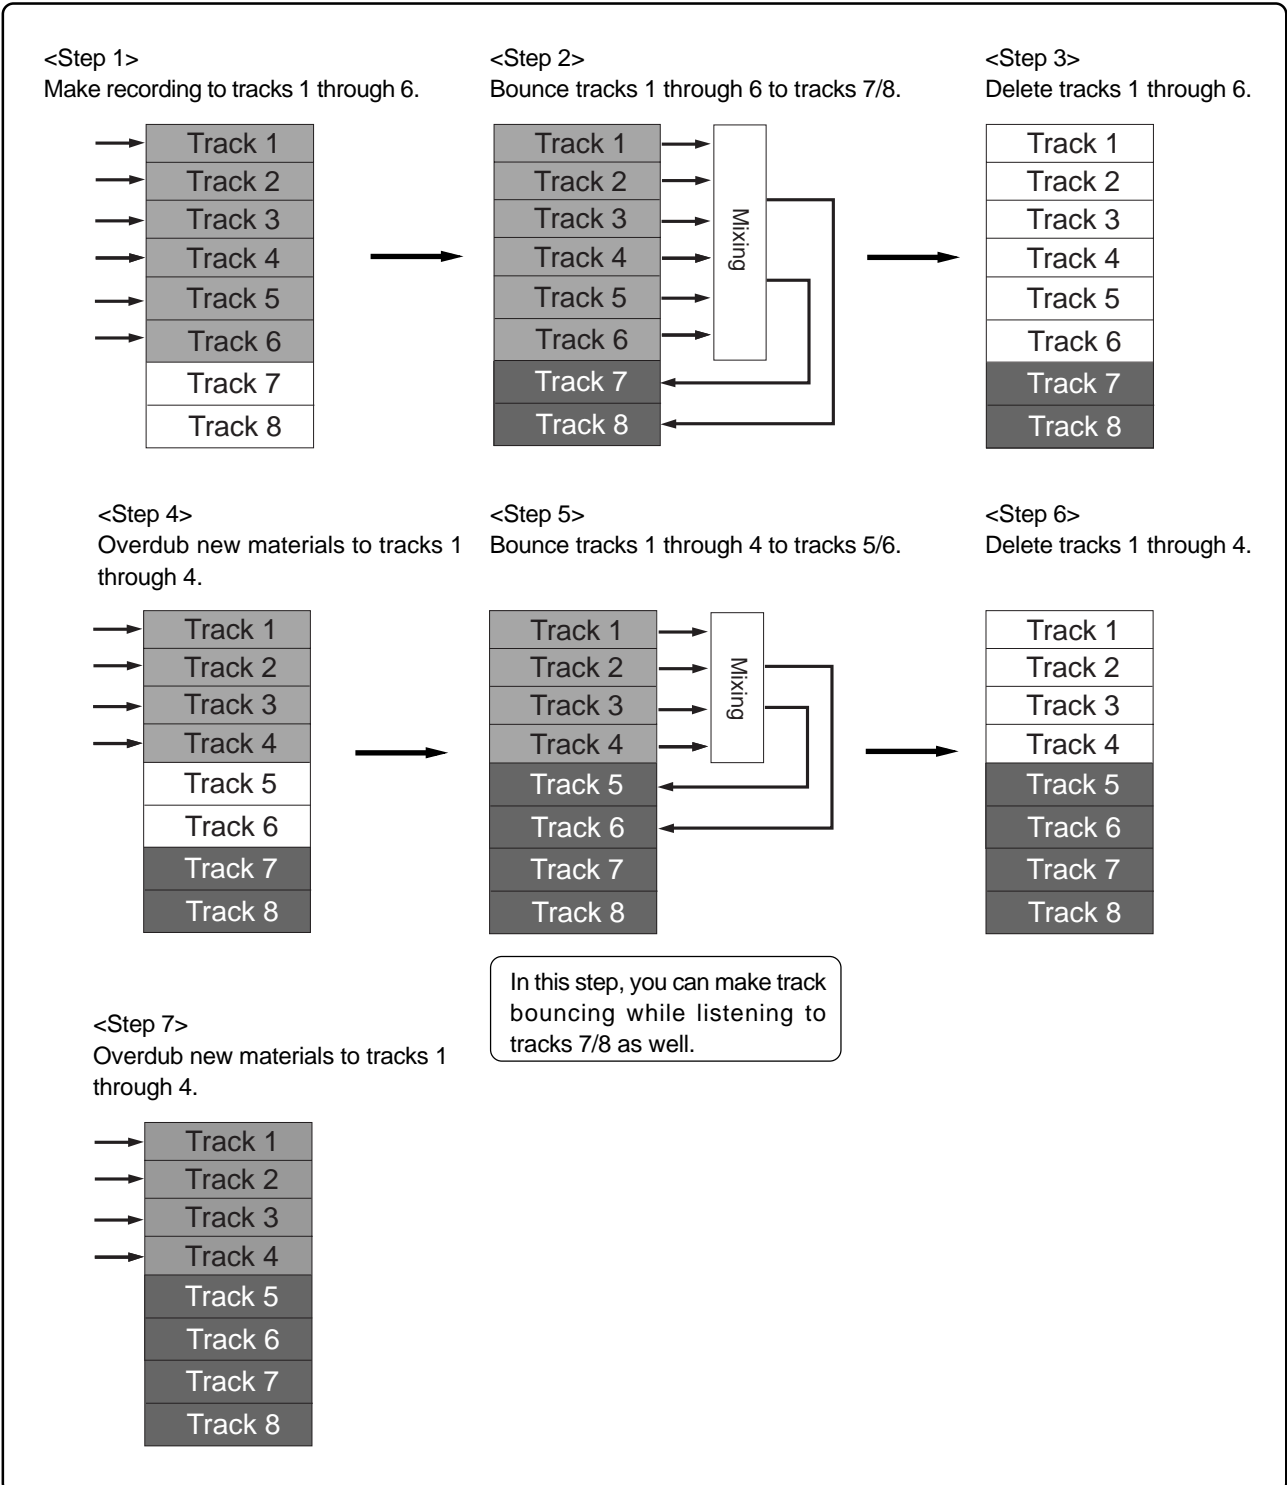 <Step 1>
Make recording to tracks 1 through 6.
Track 1
Track 2
Track 3
Track 4
Track 5
Track 6
Track 7
Track 8
<Step 2>
Bounce tracks 1 through 6 to tracks 7/8.
Track 1
Track 2
Track 3
Track 4
Track 5
Track 6
Track 7
Track 8
Mixing
<Step 3>
Delete tracks 1 through 6.
Track 1
Track 2
Track 3
Track 4
Track 5
Track 6
Track 7
Track 8
<Step 4>
Overdub new materials to tracks 1
through 4.
Track 1
Track 2
Track 3
Track 4
Track 5
Track 6
Track 7
Track 8
<Step 5>
Bounce tracks 1 through 4 to tracks 5/6.
Track 1
Track 2
Track 3
Track 4
Track 5
Track 6
Track 7
Track 8
Mixing
In this step, you can make track
bouncing while listening to
tracks 7/8 as well.
<Step 6>
Delete tracks 1 through 4.
Track 1
Track 2
Track 3
Track 4
Track 5
Track 6
Track 7
Track 8
<Step 7>
Overdub new materials to tracks 1
through 4.
Track 1
Track 2
Track 3
Track 4
Track 5
Track 6
Track 7
Track 8